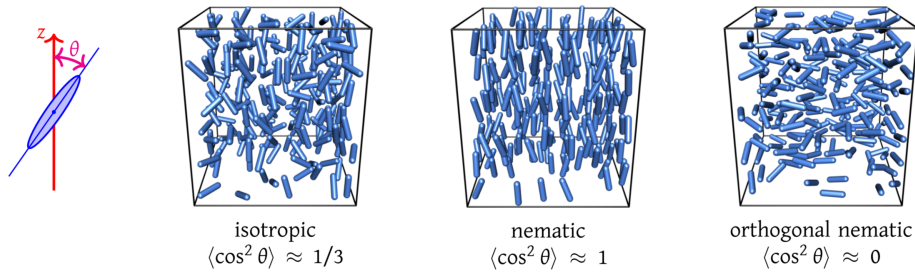 z
θ
isotropic
⟨cos² θ⟩ ≈ 1/3
nematic
⟨cos² θ⟩ ≈ 1
orthogonal nematic
⟨cos² θ⟩ ≈ 0